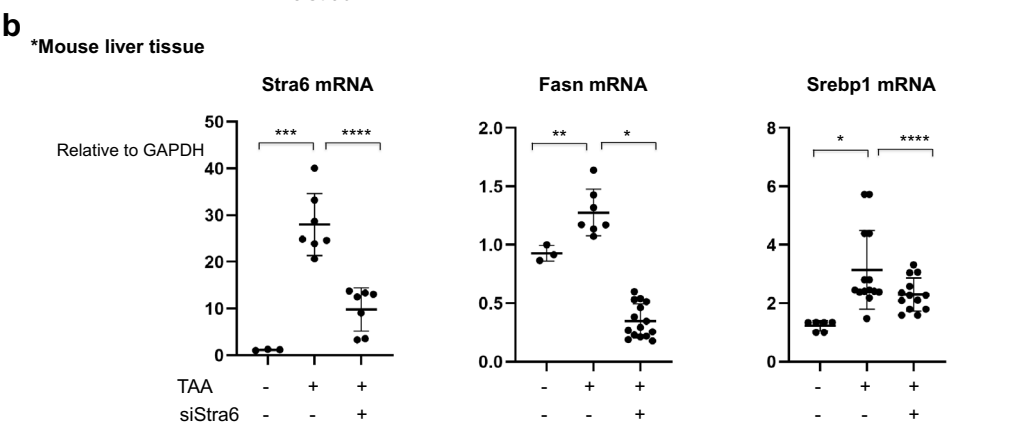 b
*Mouse liver tissue
Stra6 mRNA
Fasn mRNA
Srebp1 mRNA
Relative to GAPDH
50
40
30
20
10
0
*** ****
2.0
1.5
1.0
0.5
0.0
** *
8
6
4
2
0
* ****
TAA - + + - + + - + +
siStra6 - - + - - + - - +